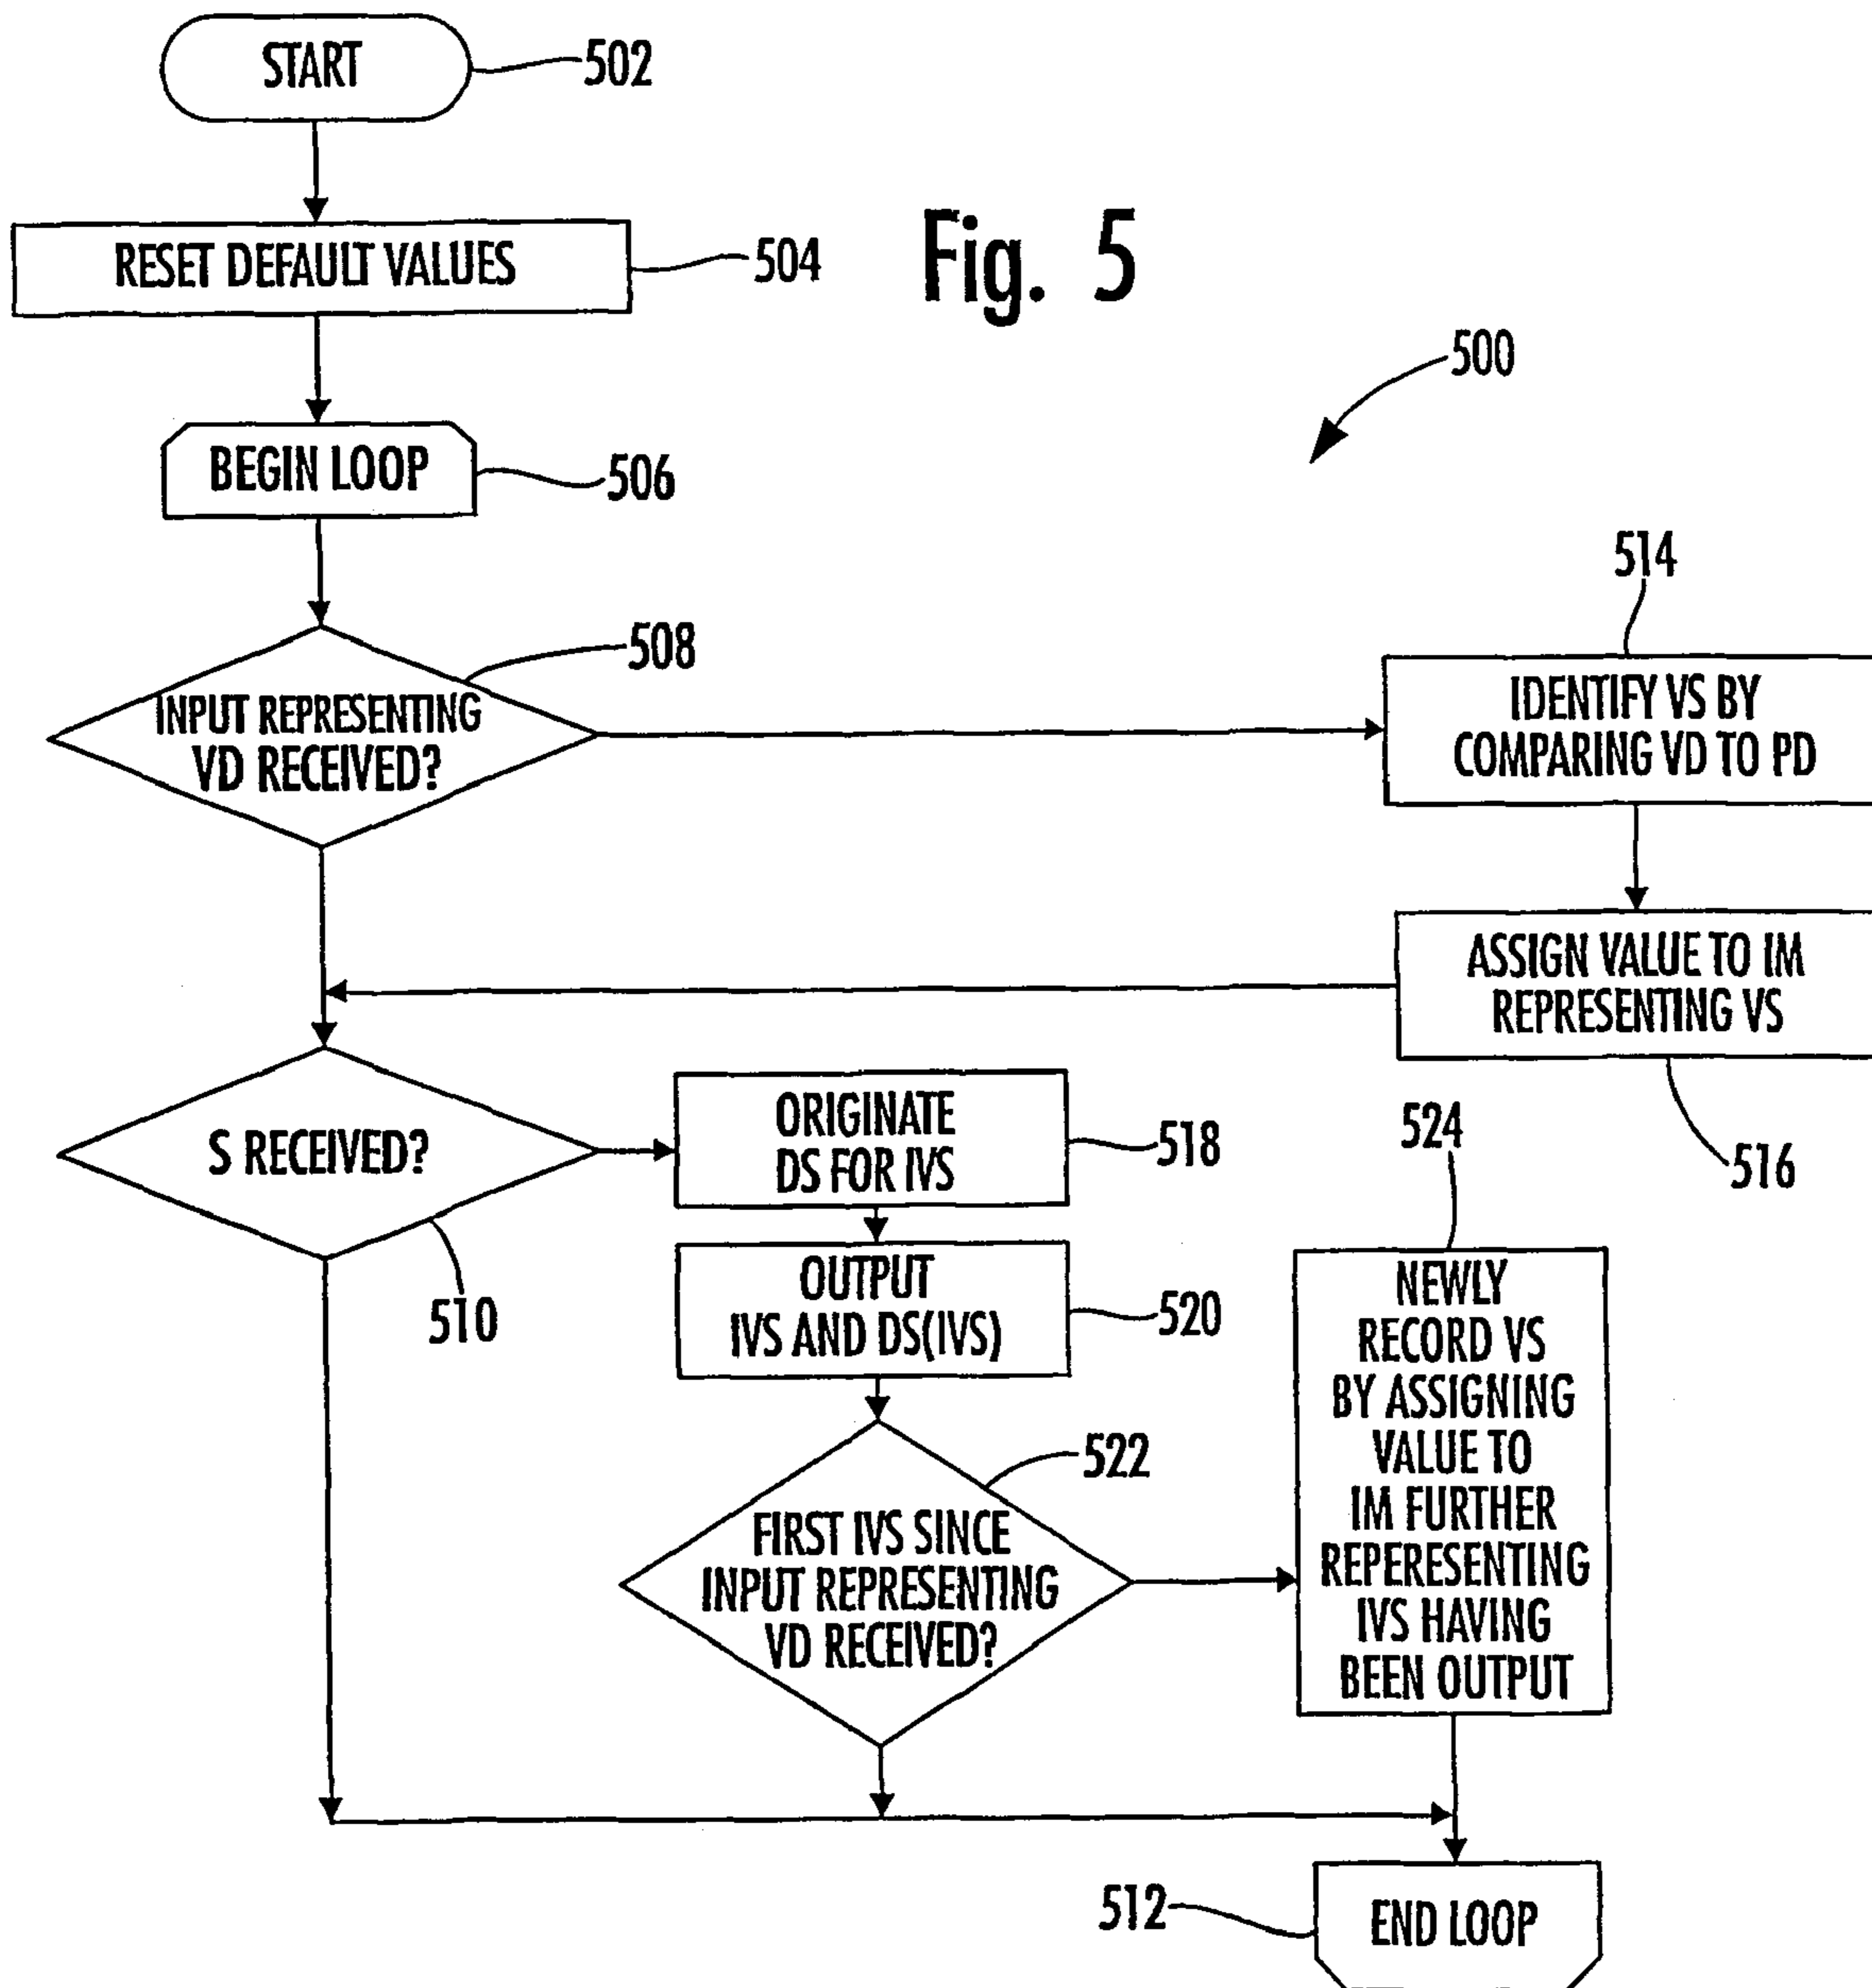 START
502
RESET DEFAULT VALUES
504
Fig. 5
500
BEGIN LOOP
506
514
508
INPUT REPRESENTING
VD RECEIVED?
IDENTIFY VS BY
COMPARING VD TO PD
ASSIGN VALUE TO IM
REPRESENTING VS
516
S RECEIVED?
510
ORIGINATE
DS FOR IVS
518
524
OUTPUT
IVS AND DS(IVS)
520
522
FIRST IVS SINCE
INPUT REPRESENTING
VD RECEIVED?
NEWLY
RECORD VS
BY ASSIGNING
VALUE TO
IM FURTHER
REPERESENTING
IVS HAVING
BEEN OUTPUT
512
END LOOP